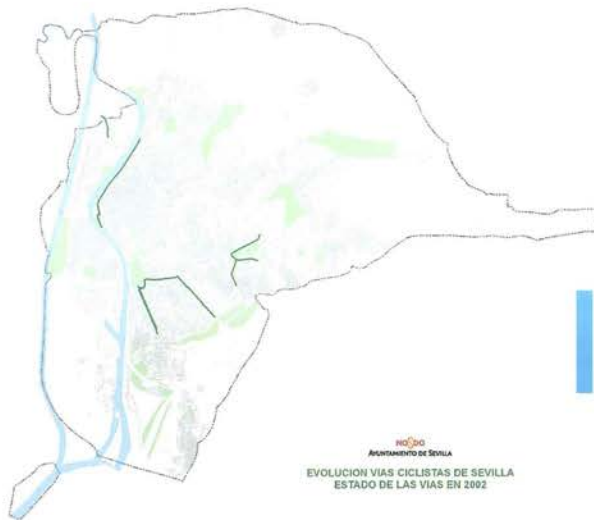 NO8DO
AYUNTAMIENTO DE SEVILLA
EVOLUCION VIAS CICLISTAS DE SEVILLA
ESTADO DE LAS VIAS EN 2002